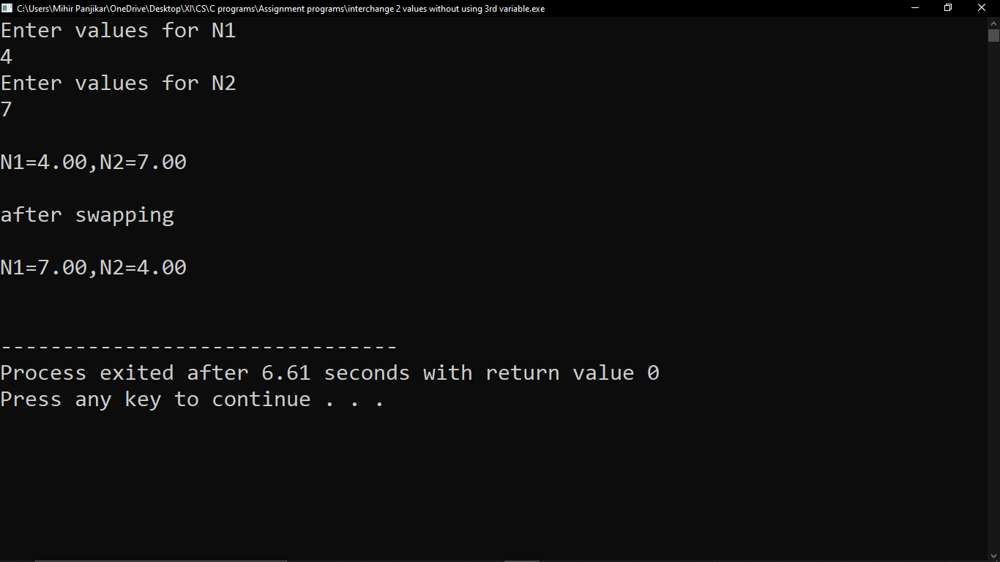 C:\Users\Mihir Panjikar\OneDrive\Desktop\XI\CS\C programs\Assignment programs\interchange 2 values without using 3rd variable.exe
Enter values for N1
4
Enter values for N2
7
N1=4.00,N2=7.00
after swapping
N1=7.00,N2=4.00
--------------------------------
Process exited after 6.61 seconds with return value 0
Press any key to continue . . .